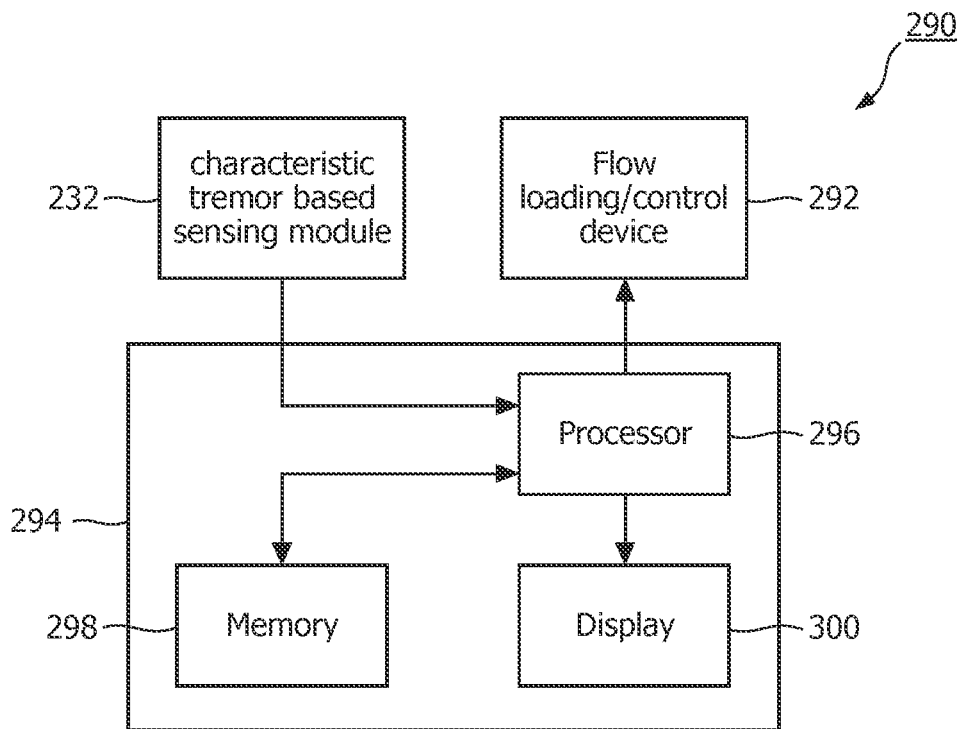 290
characteristic
tremor based
sensing module
232
Flow
loading/control
device
292
Processor
296
294
Memory
298
Display
300